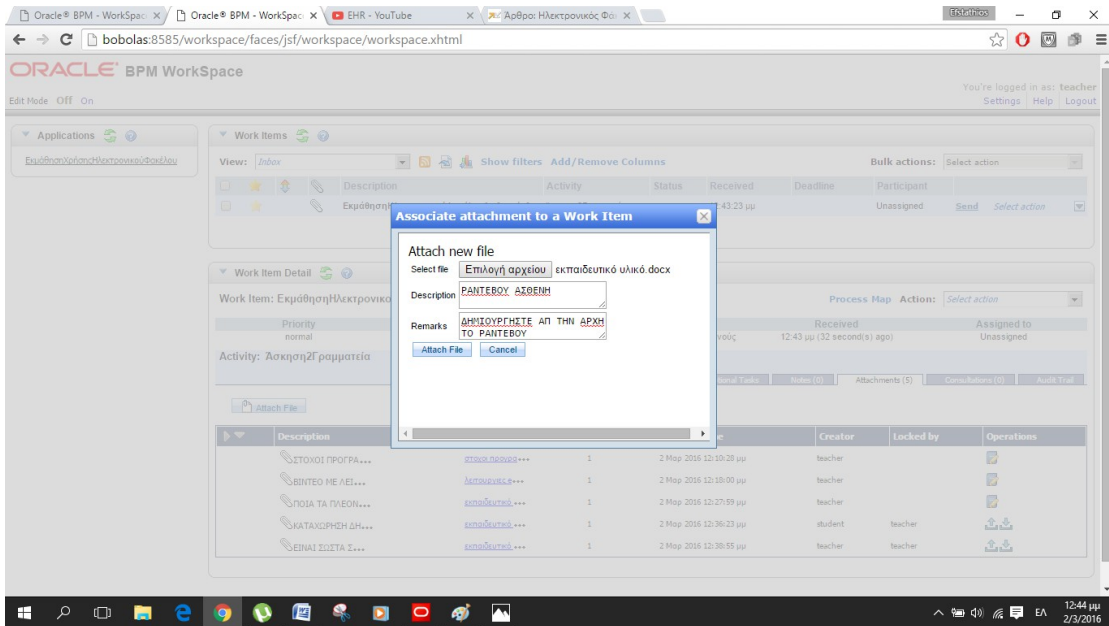 Oracle® BPM - WorkSpac
Oracle® BPM - WorkSpac
EHR - YouTube
Άρθρο: Ηλεκτρονικός Φά
Efstathios
bobolas:8585/workspace/faces/jsf/workspace/workspace.xhtml
ORACLE® BPM WorkSpace
You're logged in as: teacher
Edit Mode Off On
Settings | Help | Logout
Applications
ΕκμάθησηΧρήσηςΗλεκτρονικούΦακέλου
Work Items
View: Inbox
Show filters Add/Remove Columns
Bulk actions: Select action
Description Activity Status Received Deadline Participant
Unassigned Send Select action
Associate attachment to a Work Item
Attach new file
Select file Επιλογή αρχείου εκπαιδευτικό υλικό.docx
Description ΡΑΝΤΕΒΟΥ ΑΣΘΕΝΗ
Remarks ΔΗΜΙΟΥΡΓΗΣΤΕ ΑΠ ΤΗΝ ΑΡΧΗ
ΤΟ ΡΑΝΤΕΒΟΥ
Attach File Cancel
Work Item Detail
Work Item: ΕκμάθησηΗλεκτρονικο
Process Map Action: Select action
Priority Received Assigned to
normal 12:43 μμ (32 second(s) ago) Unassigned
Activity: Άσκηση2Γραμματεία
Notes (0) Attachments (5) Consultations (0) Audit Trail
Attach File
Description Creator Locked by Operations
ΣΤΟΧΟΙ ΠΡΟΓΡΑ... 1 2 Μαρ 2016 12:10:28 μμ teacher
ΒΙΝΤΕΟ ΜΕ ΛΕΙ... λειτουργιες e... 1 2 Μαρ 2016 12:18:00 μμ teacher
ΠΟΙΑ ΤΑ ΠΛΕΟΝ... εκπαιδευτικό ... 1 2 Μαρ 2016 12:27:59 μμ teacher
ΚΑΤΑΧΩΡΗΣΗ ΔΗ... εκπαιδευτικό ... 1 2 Μαρ 2016 12:36:23 μμ student teacher
ΕΙΝΑΙ ΣΩΣΤΑ Σ... εκπαιδευτικό ... 1 2 Μαρ 2016 12:38:55 μμ teacher teacher
ΕΛ
12:44 μμ
2/3/2016